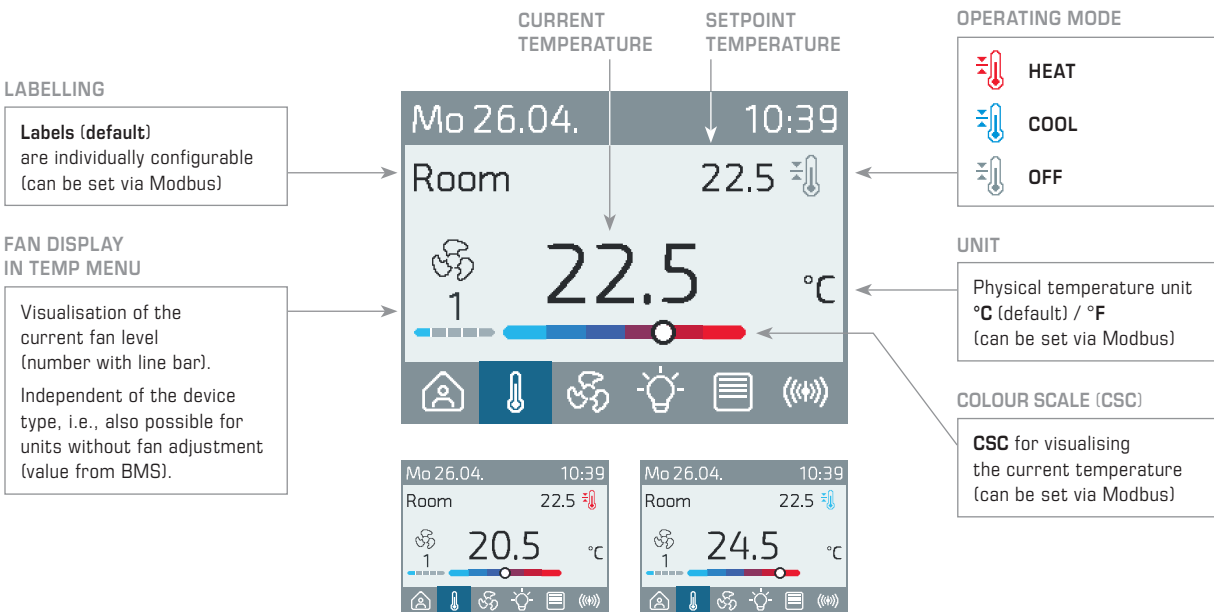 CURRENT
TEMPERATURE
SETPOINT
TEMPERATURE
OPERATING MODE
HEAT
COOL
OFF
LABELLING
Labels (default)
are individually configurable
(can be set via Modbus)
FAN DISPLAY
IN TEMP MENU
Visualisation of the
current fan level
(number with line bar).
Independent of the device
type, i.e., also possible for
units without fan adjustment
(value from BMS).
Mo 26.04. 10:39
Room 22.5
22.5 °C
1
UNIT
Physical temperature unit
°C (default) / °F
(can be set via Modbus)
COLOUR SCALE (CSC)
CSC for visualising
the current temperature
(can be set via Modbus)
Mo 26.04. 10:39
Room 22.5
20.5 °C
1
Mo 26.04. 10:39
Room 22.5
24.5 °C
1